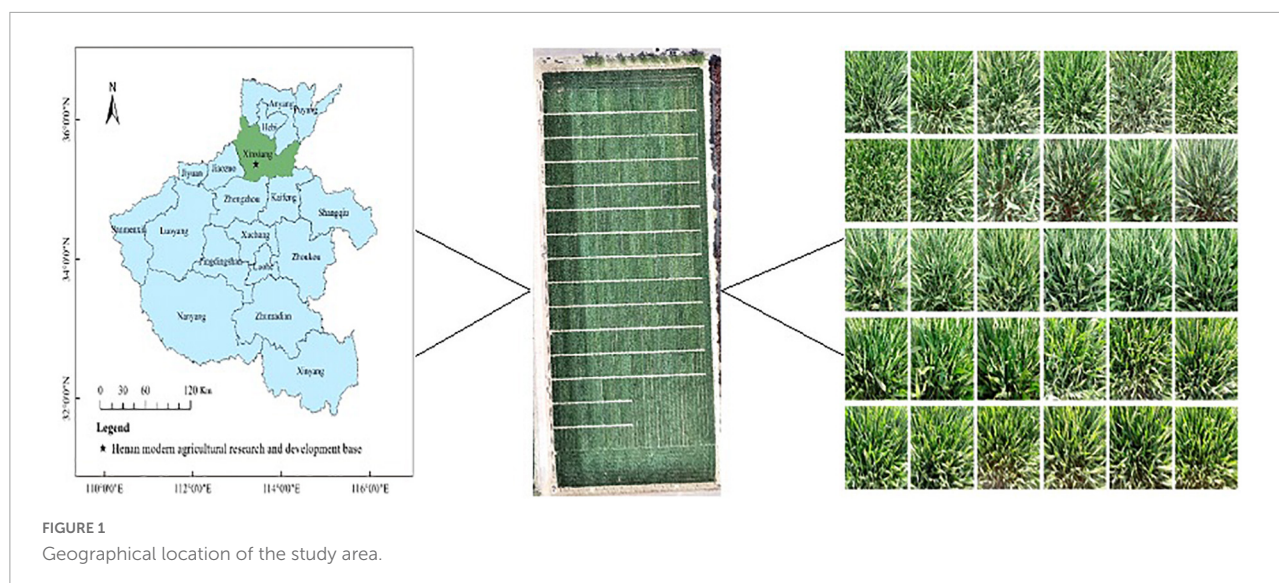 N
36°0'0"N
34°0'0"N
32°0'0"N
Anyang
Puyang
Hebi
Xinxiang
Jiyuan
Jiaozuo
Zhengzhou
Kaifeng
Shangqiu
Sanmenxia
Luoyang
Xuchang
Pingdingshan
Luohe
Zhoukou
Nanyang
Zhumadian
Xinyang
0 30 60 120 Km
Legend
★ Henan modern agricultural research and development base
110°0'0"E 112°0'0"E 114°0'0"E 116°0'0"E
FIGURE 1
Geographical location of the study area.